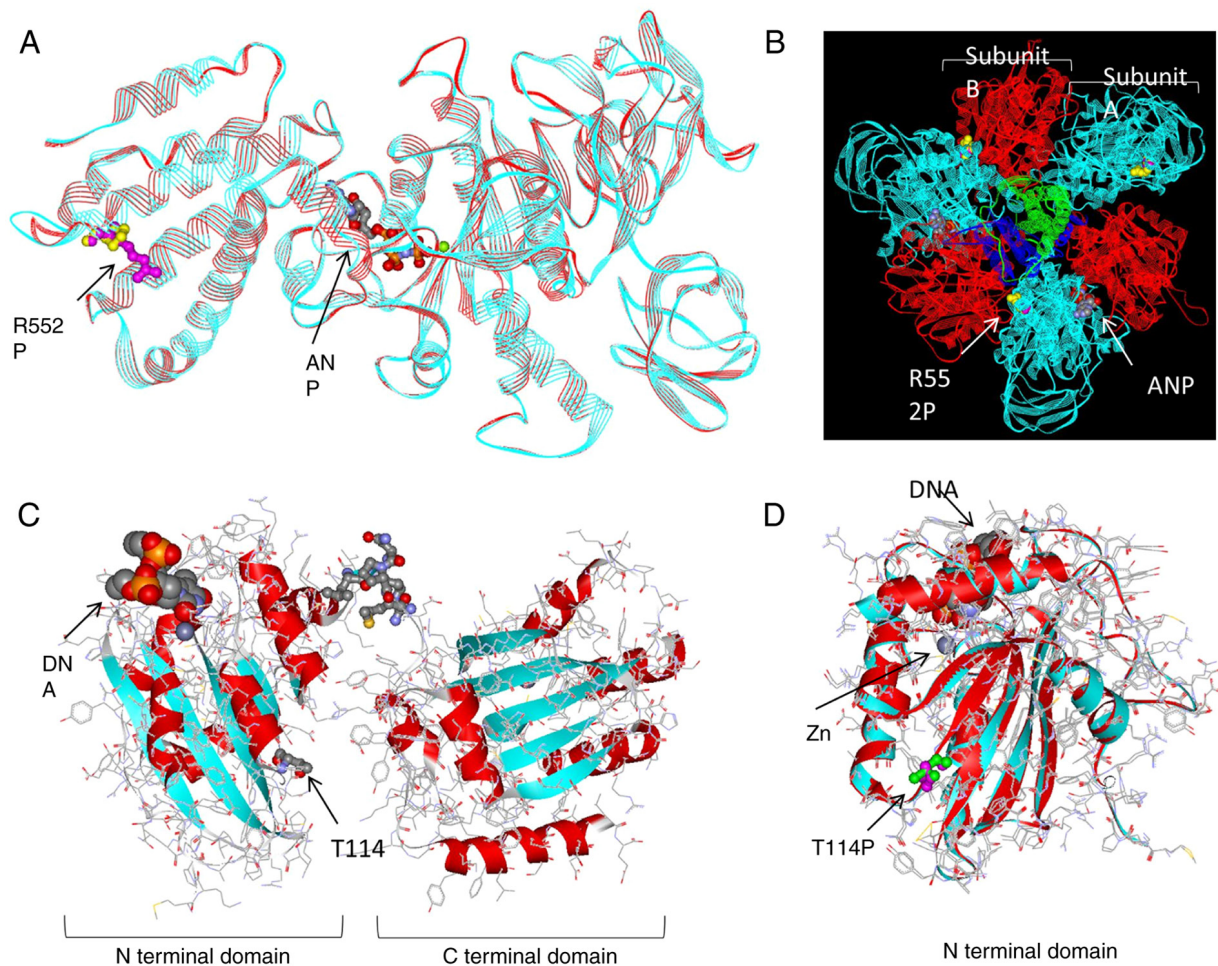 A
R552
P
AN
P
B
Subunit
B
Subunit
A
R55
2P
ANP
C
DN
A
T114
N terminal domain
C terminal domain
D
DNA
Zn
T114P
N terminal domain